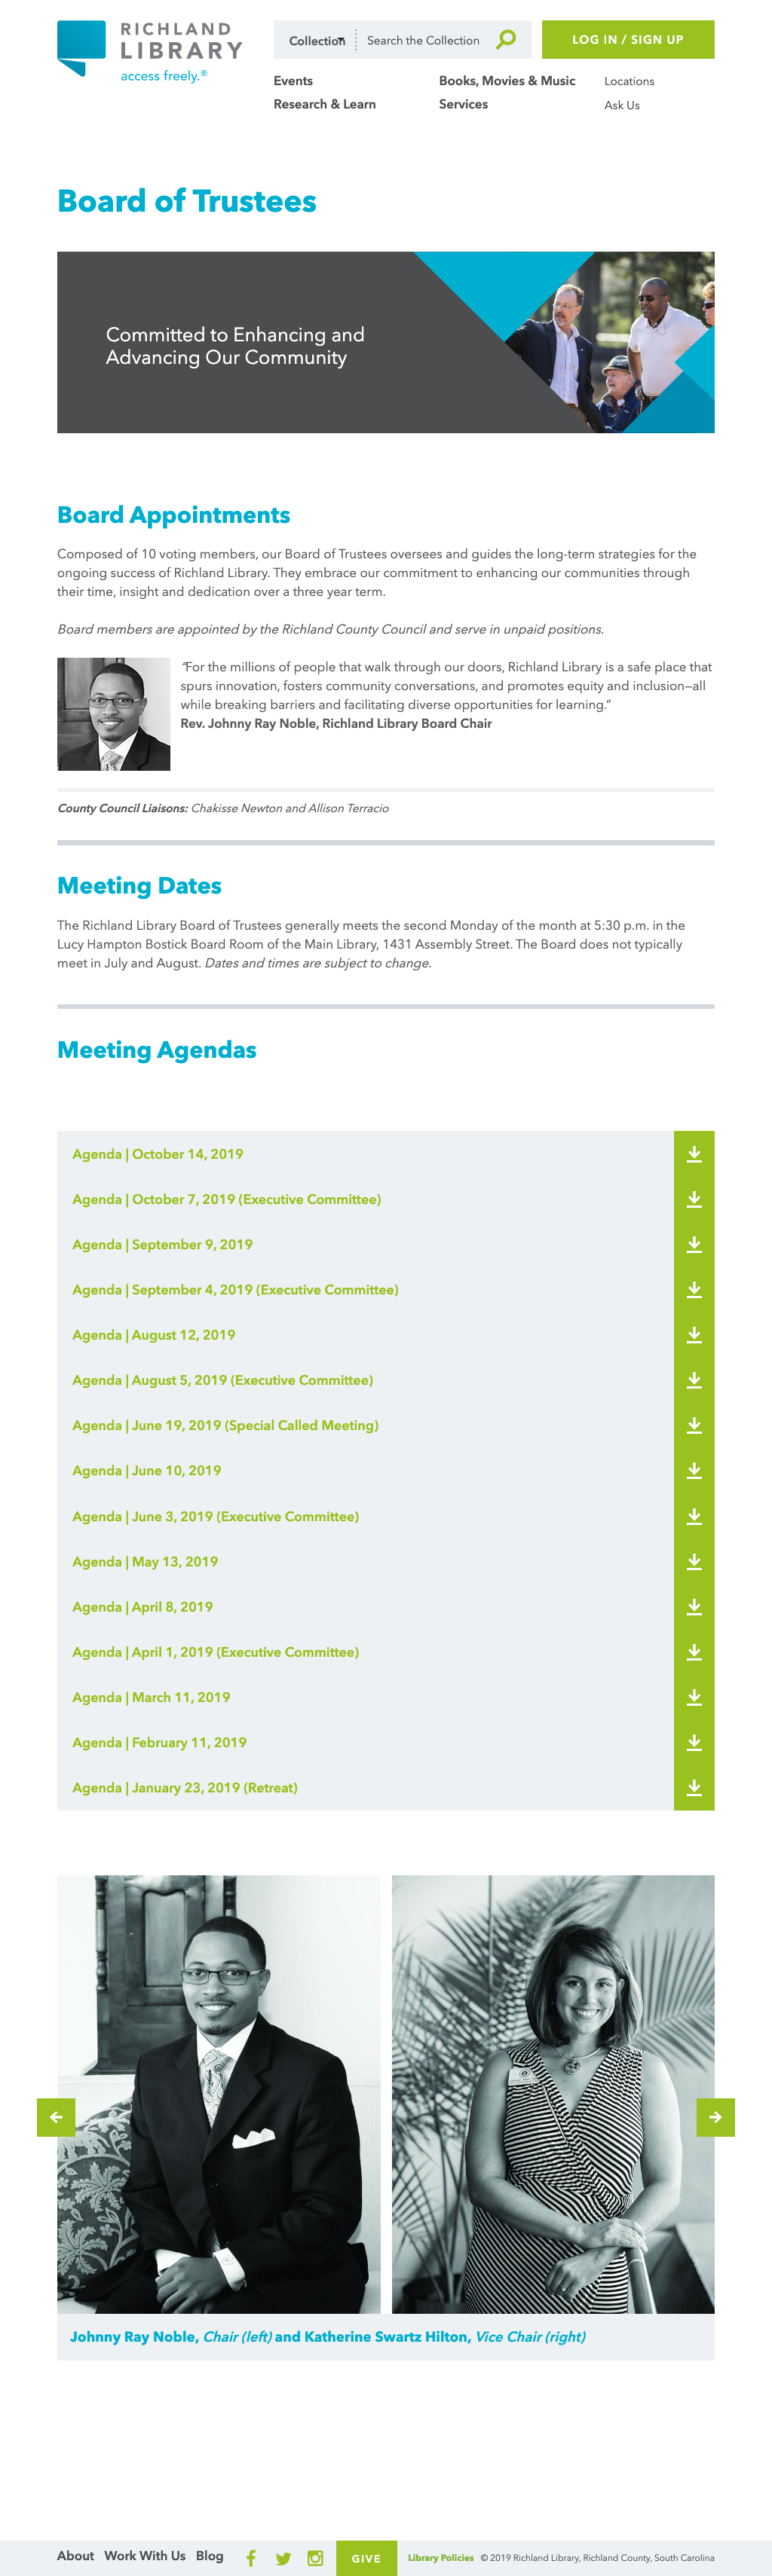 RICHLAND
LIBRARY
access freely.®
Collection
Search the Collection
LOG IN / SIGN UP
Events
Books, Movies & Music
Locations
Research & Learn
Services
Ask Us
Board of Trustees
Committed to Enhancing and
Advancing Our Community
Board Appointments
Composed of 10 voting members, our Board of Trustees oversees and guides the long-term strategies for the
ongoing success of Richland Library. They embrace our commitment to enhancing our communities through
their time, insight and dedication over a three year term.
Board members are appointed by the Richland County Council and serve in unpaid positions.
“For the millions of people that walk through our doors, Richland Library is a safe place that
spurs innovation, fosters community conversations, and promotes equity and inclusion—all
while breaking barriers and facilitating diverse opportunities for learning.”
Rev. Johnny Ray Noble, Richland Library Board Chair
County Council Liaisons: Chakisse Newton and Allison Terracio
Meeting Dates
The Richland Library Board of Trustees generally meets the second Monday of the month at 5:30 p.m. in the
Lucy Hampton Bostick Board Room of the Main Library, 1431 Assembly Street. The Board does not typically
meet in July and August. Dates and times are subject to change.
Meeting Agendas
Agenda | October 14, 2019
Agenda | October 7, 2019 (Executive Committee)
Agenda | September 9, 2019
Agenda | September 4, 2019 (Executive Committee)
Agenda | August 12, 2019
Agenda | August 5, 2019 (Executive Committee)
Agenda | June 19, 2019 (Special Called Meeting)
Agenda | June 10, 2019
Agenda | June 3, 2019 (Executive Committee)
Agenda | May 13, 2019
Agenda | April 8, 2019
Agenda | April 1, 2019 (Executive Committee)
Agenda | March 11, 2019
Agenda | February 11, 2019
Agenda | January 23, 2019 (Retreat)
Johnny Ray Noble, Chair (left) and Katherine Swartz Hilton, Vice Chair (right)
About Work With Us Blog
GIVE
Library Policies © 2019 Richland Library, Richland County, South Carolina